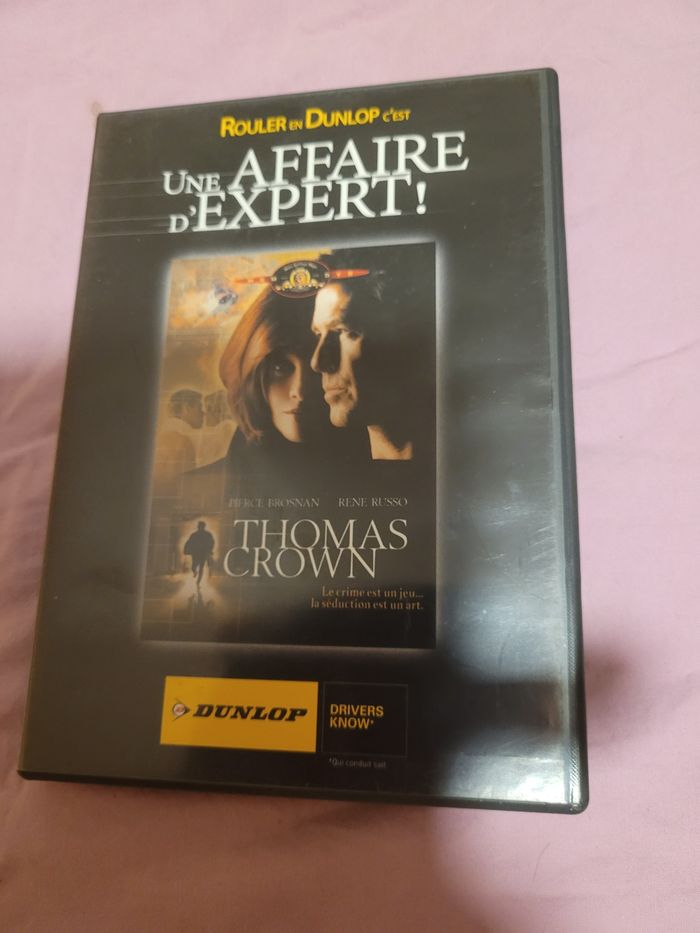 ROULER EN DUNLOP C'EST
UNE AFFAIRE
D'EXPERT!
PIERCE BROSNAN RENE RUSSO
THOMAS
CROWN
Le crime est un jeu...
la séduction est un art.
DUNLOP
DRIVERS
KNOW*
*Qui conduit sait.